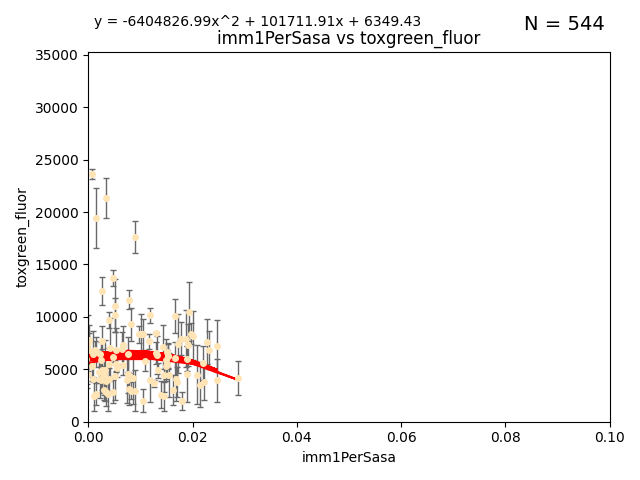 y = -6404826.99x^2 + 101711.91x + 6349.43
N = 544
imm1PerSasa vs toxgreen_fluor
35000
30000
25000
20000
15000
10000
5000
0
toxgreen_fluor
0.00 0.02 0.04 0.06 0.08 0.10
imm1PerSasa